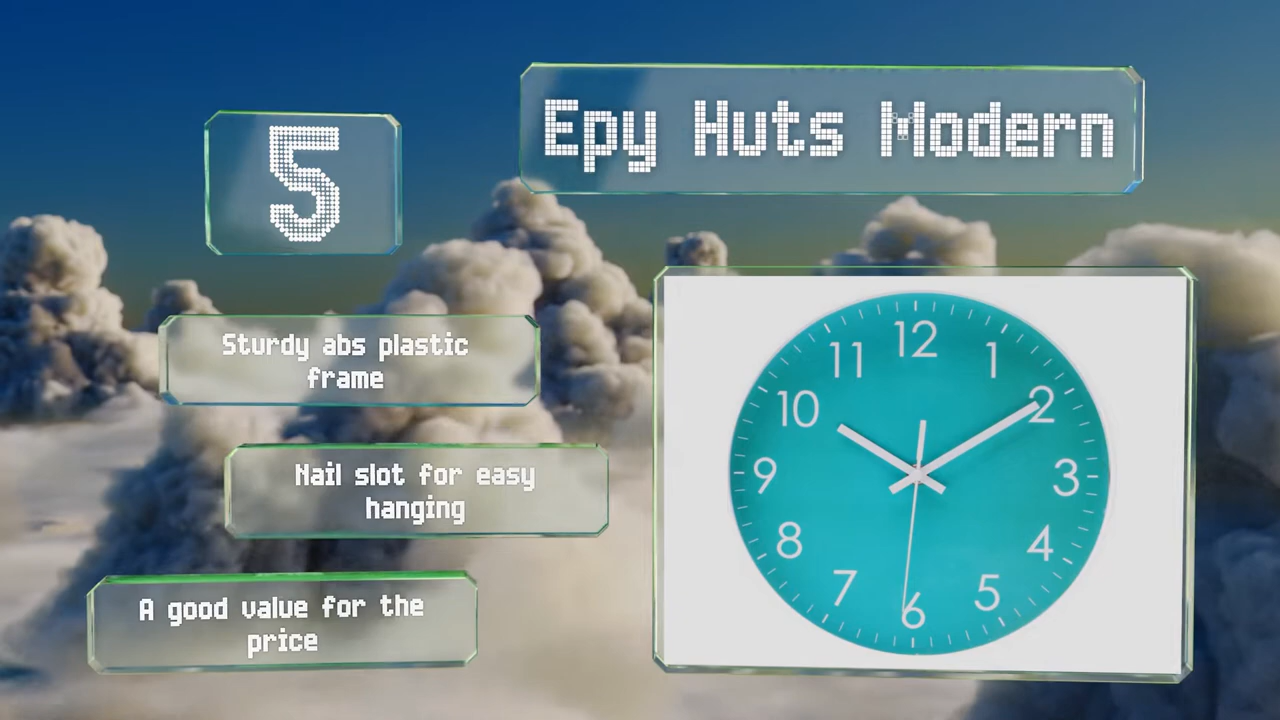 5
Epy Huts Modern
Sturdy abs plastic
frame
Nail slot for easy
hanging
A good value for the
price
12
1
2
3
4
5
6
7
8
9
10
11